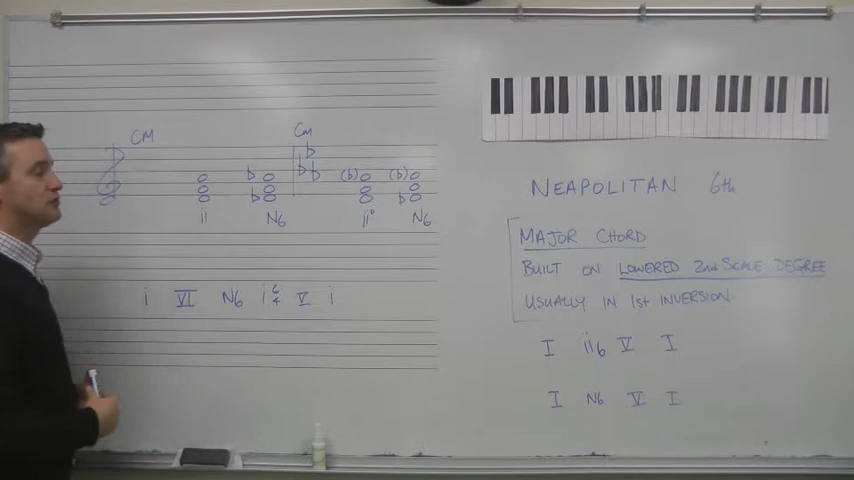 CM
Cm
ii N6 ii° N6
i VI N6 i 6 4 V i
NEAPOLITAN 6th
MAJOR CHORD
BUILT ON LOWERED 2nd SCALE DEGREE
USUALLY IN 1st INVERSION
I ii6 V I
I N6 V I